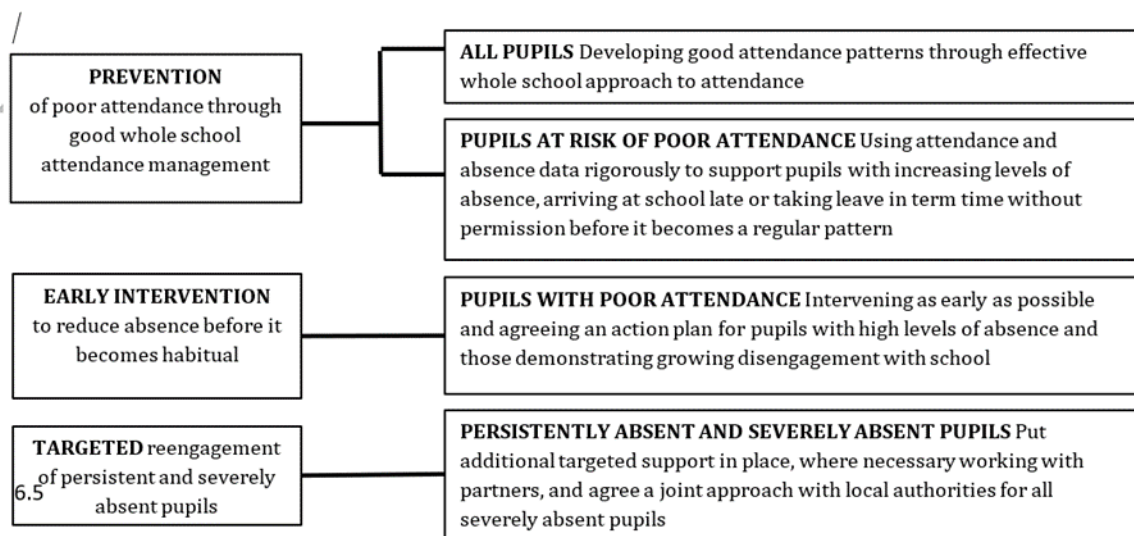 /
PREVENTION
of poor attendance through
good whole school
attendance management
ALL PUPILS Developing good attendance patterns through effective
whole school approach to attendance
PUPILS AT RISK OF POOR ATTENDANCE Using attendance and
absence data rigorously to support pupils with increasing levels of
absence, arriving at school late or taking leave in term time without
permission before it becomes a regular pattern
EARLY INTERVENTION
to reduce absence before it
becomes habitual
PUPILS WITH POOR ATTENDANCE Intervening as early as possible
and agreeing an action plan for pupils with high levels of absence and
those demonstrating growing disengagement with school
TARGETED reengagement
of persistent and severely
absent pupils
6.5
PERSISTENTLY ABSENT AND SEVERELY ABSENT PUPILS Put
additional targeted support in place, where necessary working with
partners, and agree a joint approach with local authorities for all
severely absent pupils